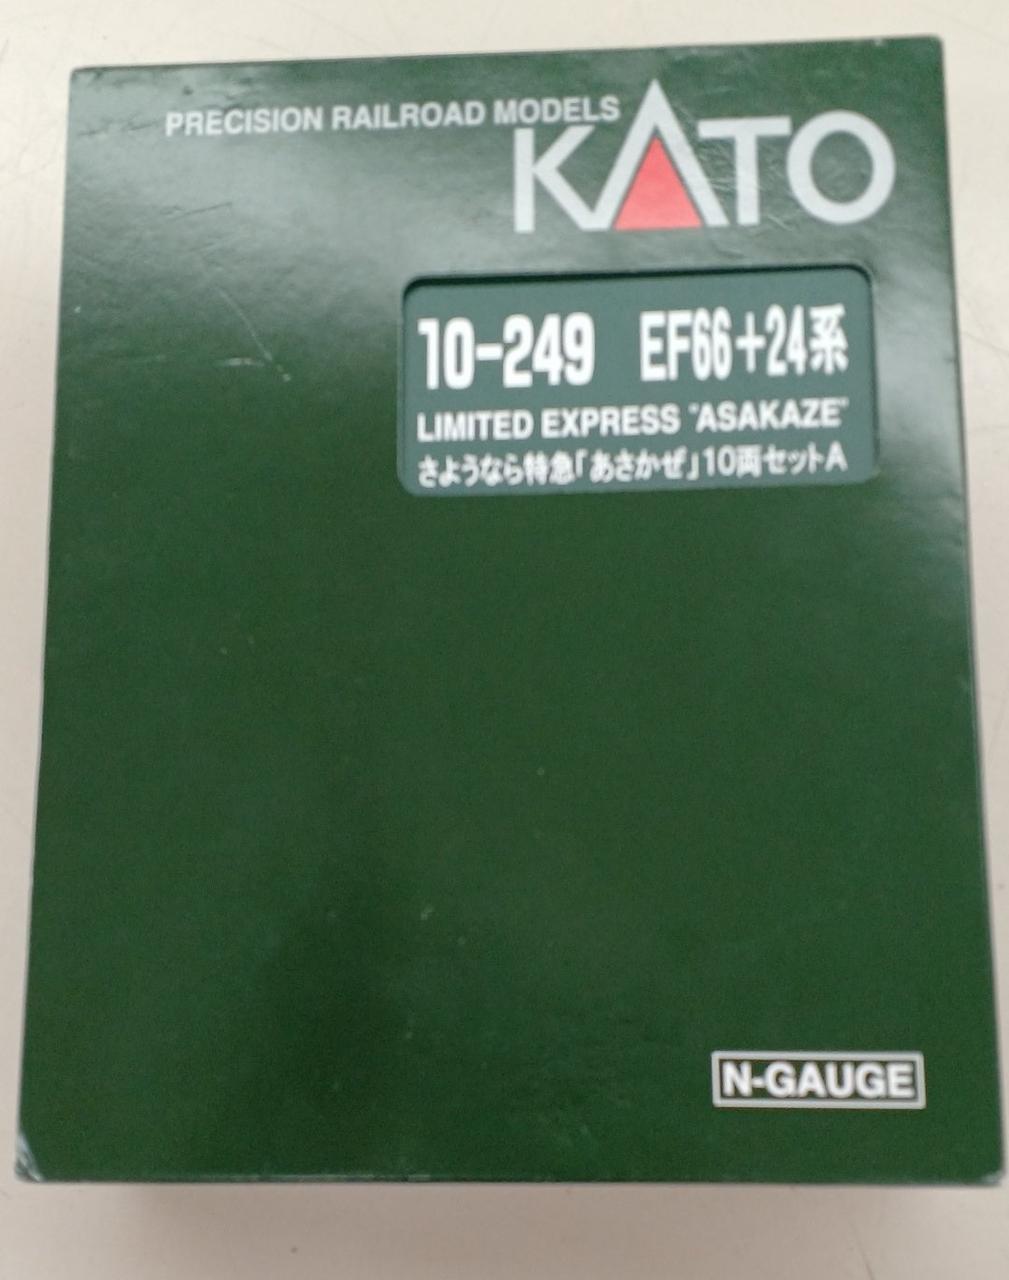 PRECISION RAILROAD MODELS
KATO
10-249 EF66+24系
LIMITED EXPRESS "ASAKAZE"
さようなら特急「あさかぜ」10両セットA
N-GAUGE